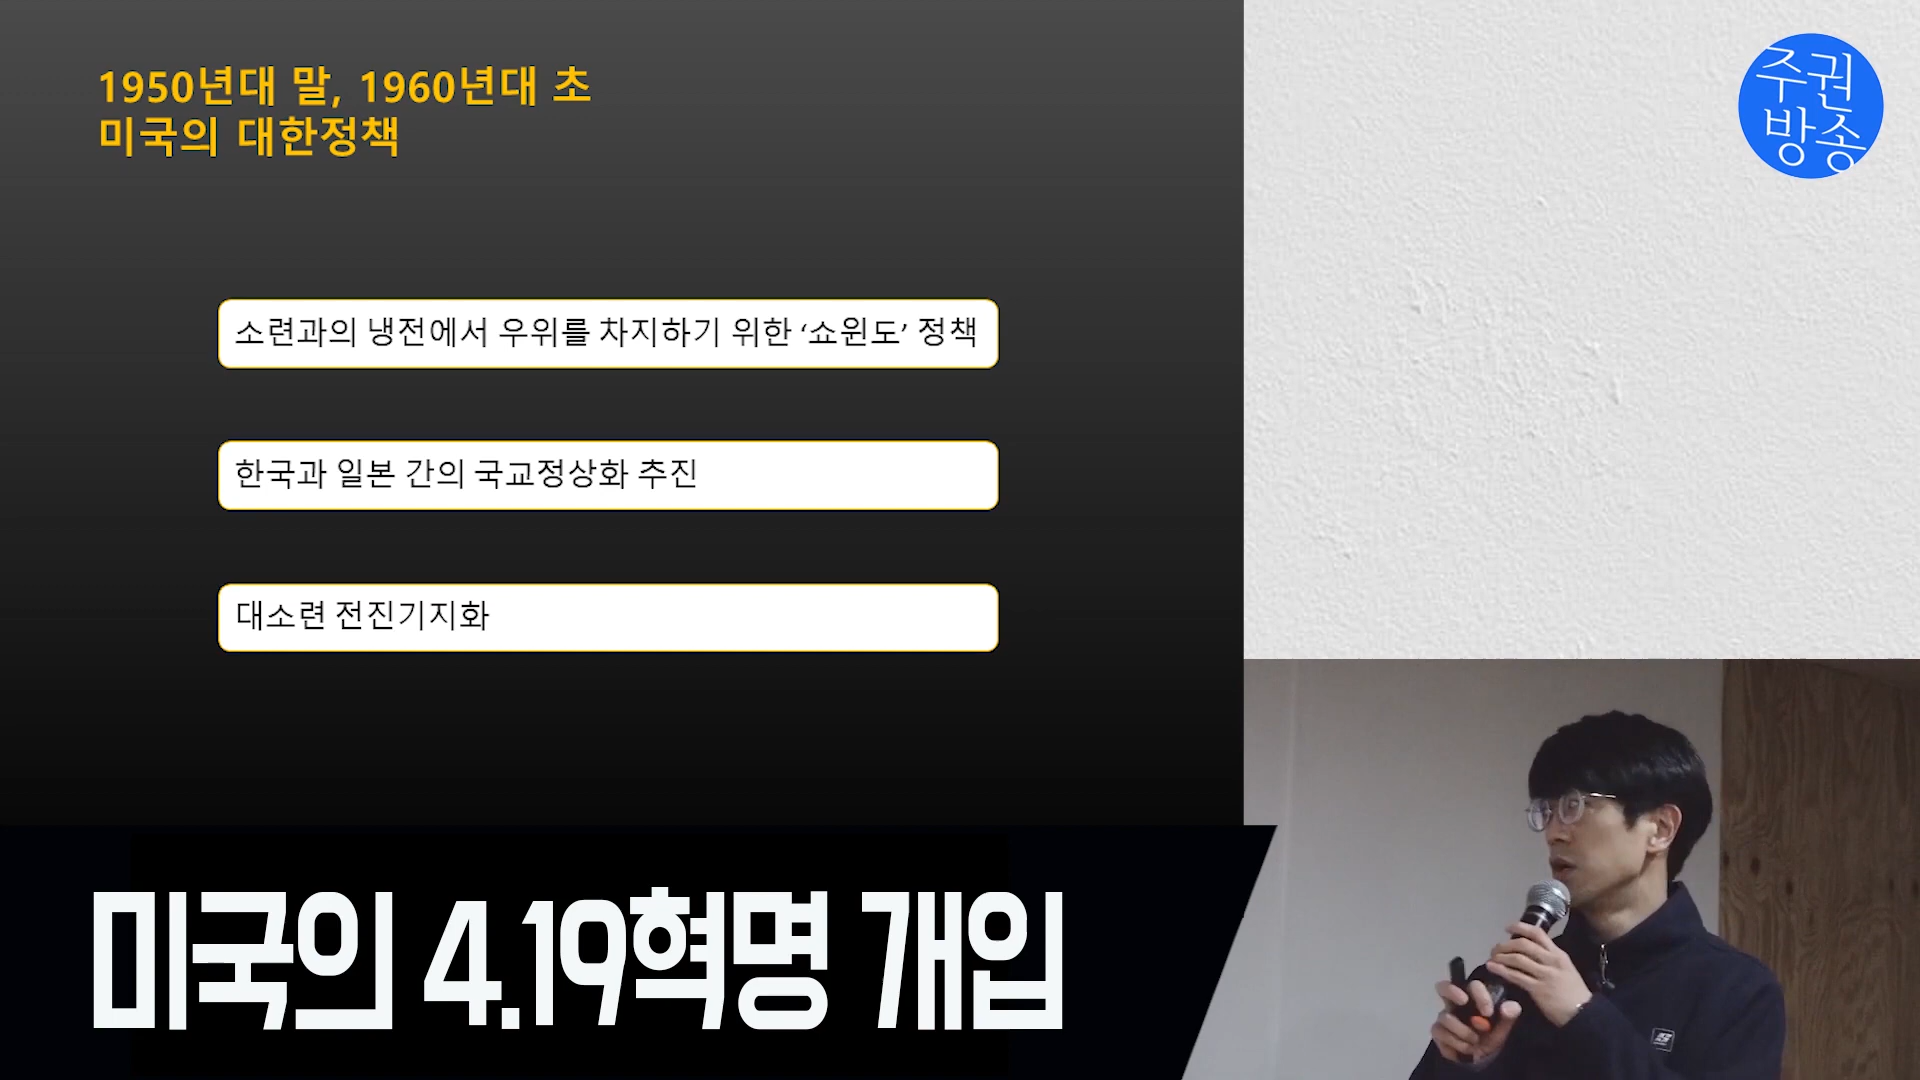 1950년대 말, 1960년대 초
미국의 대한정책
주권
방송
소련과의 냉전에서 우위를 차지하기 위한 ‘쇼윈도’ 정책
한국과 일본 간의 국교정상화 추진
대소련 전진기지화
미국의 4.19혁명 개입